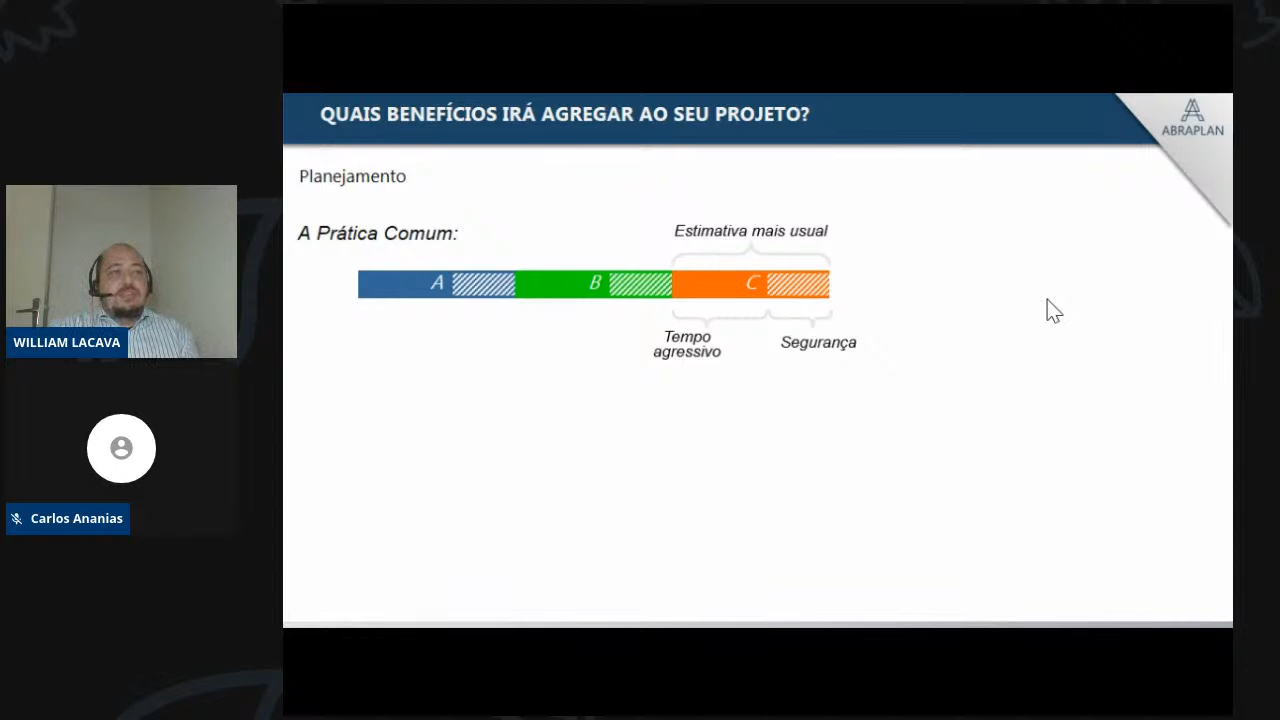 QUAIS BENEFÍCIOS IRÁ AGREGAR AO SEU PROJETO?
ABRAPLAN
Planejamento
A Prática Comum:
Estimativa mais usual
A
B
C
Tempo
agressivo
Segurança
WILLIAM LACAVA
Carlos Ananias